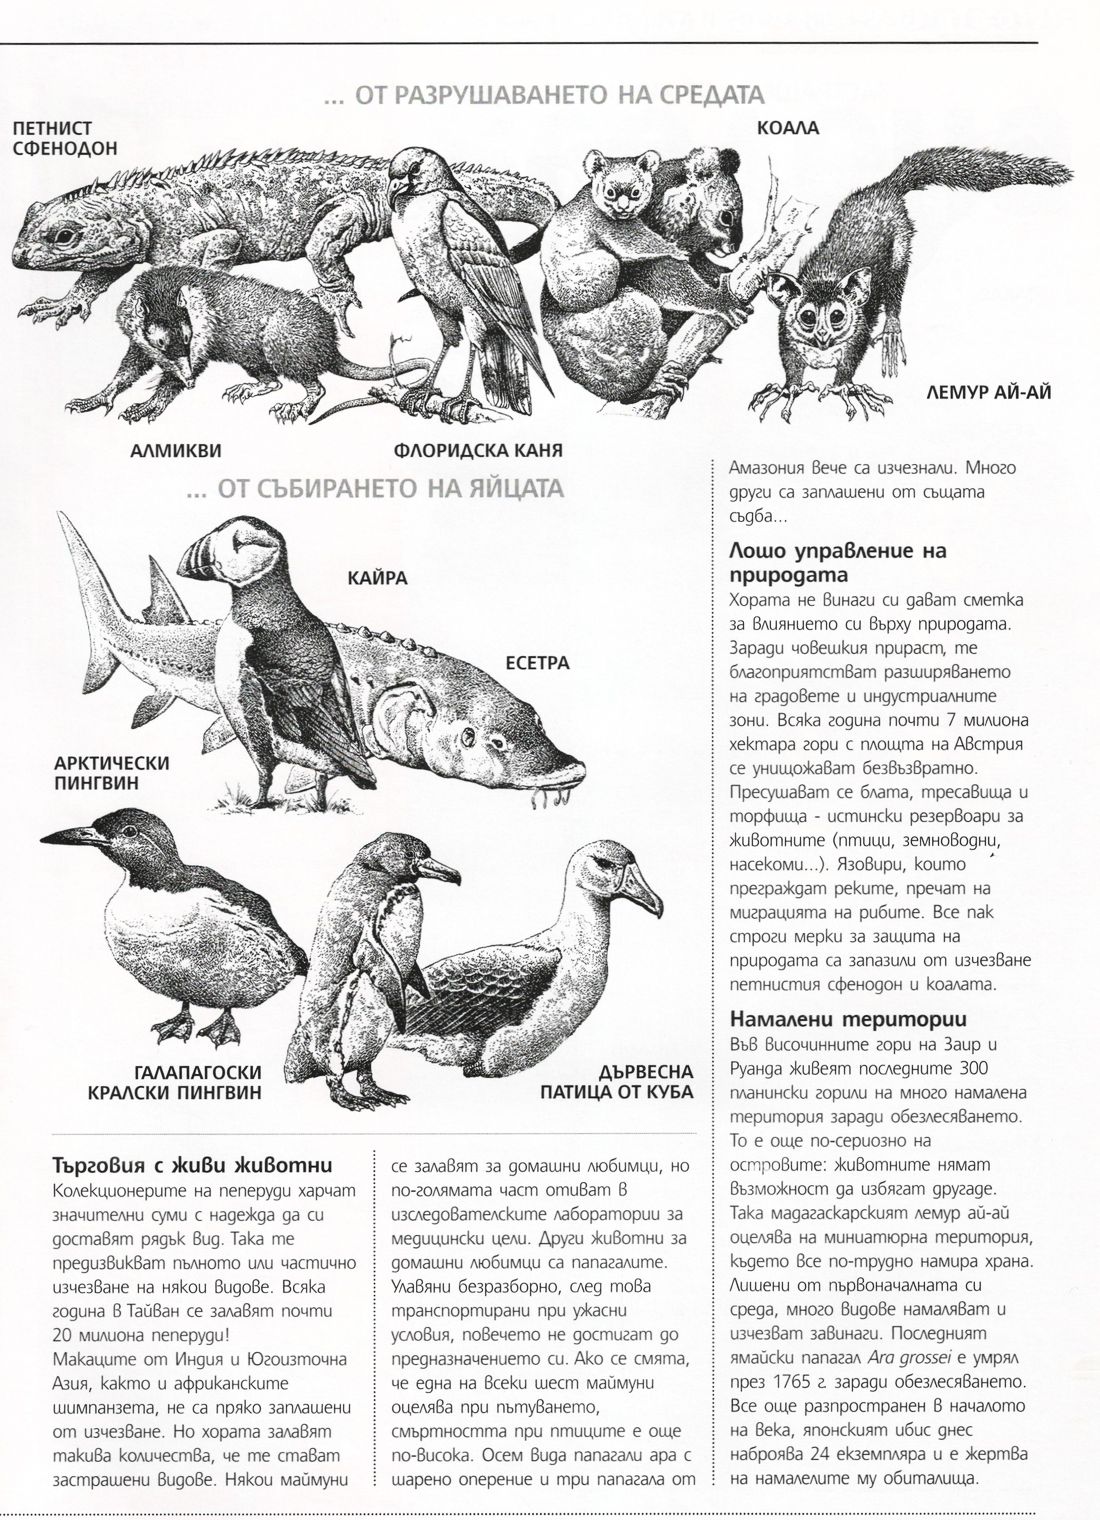 ... ОТ РАЗРУШАВАНЕТО НА СРЕДАТА
ПЕТНИСТ
СФЕНОДОН
КОАЛА
ЛЕМУР АЙ-АЙ
АЛМИКВИ
ФЛОРИДСКА КАНЯ
... ОТ СЪБИРАНЕТО НА ЯЙЦАТА
КАЙРА
ЕСЕТРА
АРКТИЧЕСКИ
ПИНГВИН
ГАЛАПАГОСКИ
КРАЛСКИ ПИНГВИН
ДЪРВЕСНА
ПАТИЦА ОТ КУБА
Търговия с живи животни
Колекционерите на пеперуди харчат
значителни суми с надежда да си
доставят рядък вид. Така те
предизвикват пълното или частично
изчезване на някои видове. Всяка
година в Тайван се залавят почти
20 милиона пеперуди!
Макаците от Индия и Югоизточна
Азия, както и африканските
шимпанзета, не са пряко заплашени
от изчезване. Но хората залавят
такива количества, че те стават
застрашени видове. Някои маймуни
се залавят за домашни любимци, но
по-голямата част отиват в
изследователските лаборатории за
медицински цели. Други животни за
домашни любимци са папагалите.
Улавяни безразборно, след това
транспортирани при ужасни
условия, повечето не достигат до
предназначението си. Ако се смята,
че една на всеки шест маймуни
оцелява при пътуването,
смъртността при птиците е още
по-висока. Осем вида папагали ара с
шарено оперение и три папагала от
Амазония вече са изчезнали. Много
други са заплашени от същата
съдба...
Лошо управление на
природата
Хората не винаги си дават сметка
за влиянието си върху природата.
Заради човешкия прираст, те
благоприятстват разширяването
на градовете и индустриалните
зони. Всяка година почти 7 милиона
хектара гори с площта на Австрия
се унищожават безвъзвратно.
Пресушават се блата, тресавища и
торфища - истински резервоари за
животните (птици, земноводни,
насекоми...). Язовири, които
преграждат реките, пречат на
миграцията на рибите. Все пак
строги мерки за защита на
природата са запазили от изчезване
петнистия сфенодон и коалата.
Намалени територии
Във височинните гори на Заир и
Руанда живеят последните 300
планински горили на много намалена
територия заради обезлесяването.
То е още по-сериозно на
островите: животните нямат
възможност да избягат другаде.
Така мадагаскарският лемур ай-ай
оцелява на миниатюрна територия,
където все по-трудно намира храна.
Лишени от първоначалната си
среда, много видове намаляват и
изчезват завинаги. Последният
ямайски папагал Ara grossei е умрял
през 1765 г. заради обезлесяването.
Все още разпространен в началото
на века, японският ибис днес
наброява 24 екземпляра и е жертва
на намалелите му обиталища.